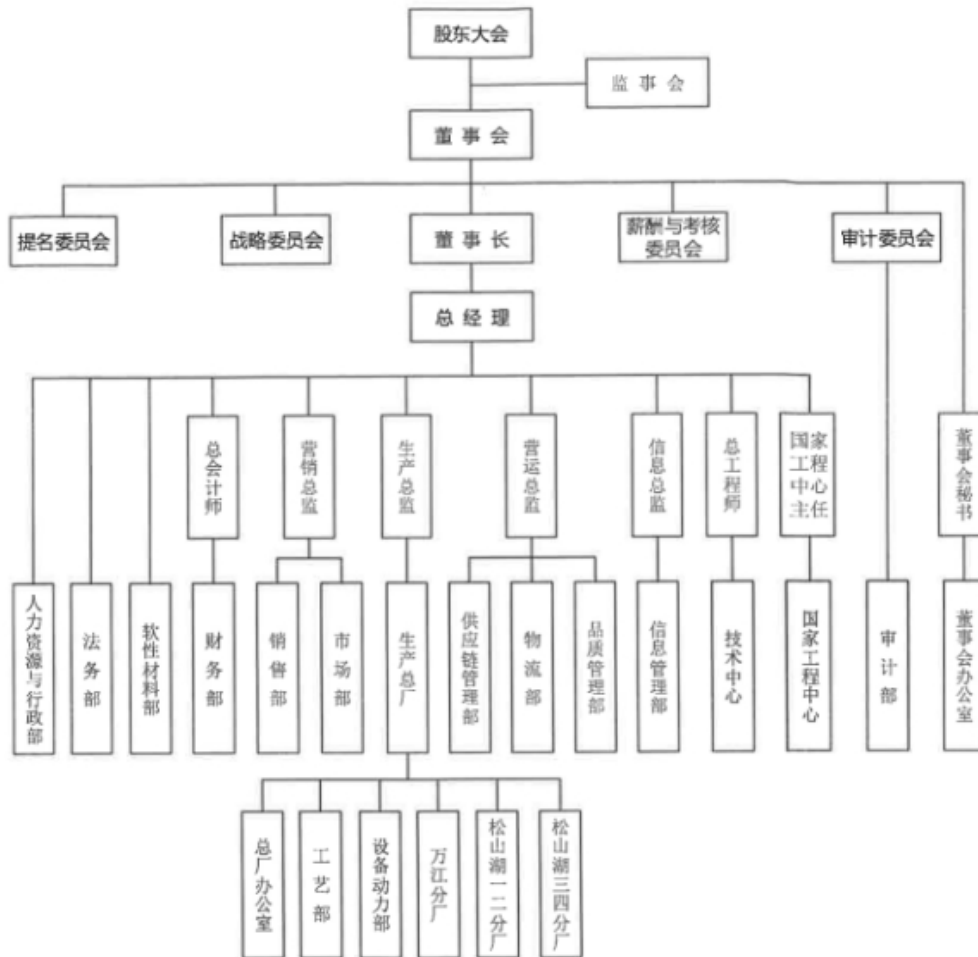 股东大会
监事会
董事会
提名委员会
战略委员会
董事长
薪酬与考核
委员会
审计委员会
总经理
总会计师
营销总监
生产总监
营运总监
信息总监
总工程师
国家
工程
中心
主任
董事会秘书
人力资源与行政部
法务部
软性材料部
财务部
销售部
市场部
生产总厂
供应链管理部
物流部
品质管理部
信息管理部
技术中心
国家工程中心
审计部
董事会办公室
总厂办公室
工艺部
设备动力部
万江分厂
松山湖一二分厂
松山湖三四分厂